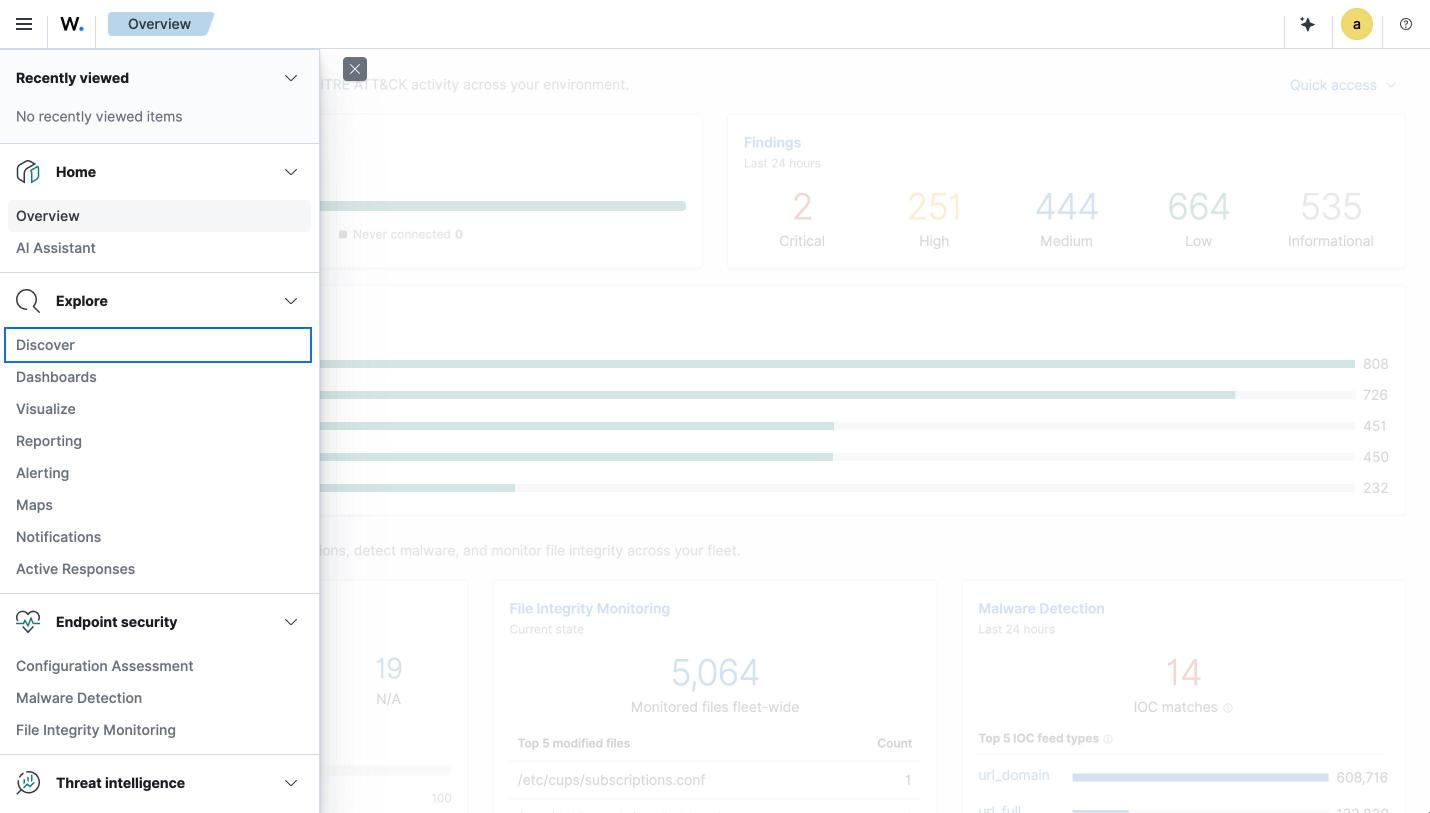 W.
Overview
a
Recently viewed
No recently viewed items
Home
Overview
AI Assistant
Explore
Discover
Dashboards
Visualize
Reporting
Alerting
Maps
Notifications
Active Responses
Endpoint security
Configuration Assessment
Malware Detection
File Integrity Monitoring
Threat intelligence
ATT&CK activity across your environment.
Quick access
Never connected 0
Findings
Last 24 hours
2 251 444 664 535
Critical High Medium Low Informational
808
726
451
450
232
detect malware, and monitor file integrity across your fleet.
19
N/A
100
File Integrity Monitoring
Current state
5,064
Monitored files fleet-wide
Top 5 modified files Count
/etc/cups/subscriptions.conf 1
Malware Detection
Last 24 hours
14
IOC matches
Top 5 IOC feed types
url_domain 608,716
url_full